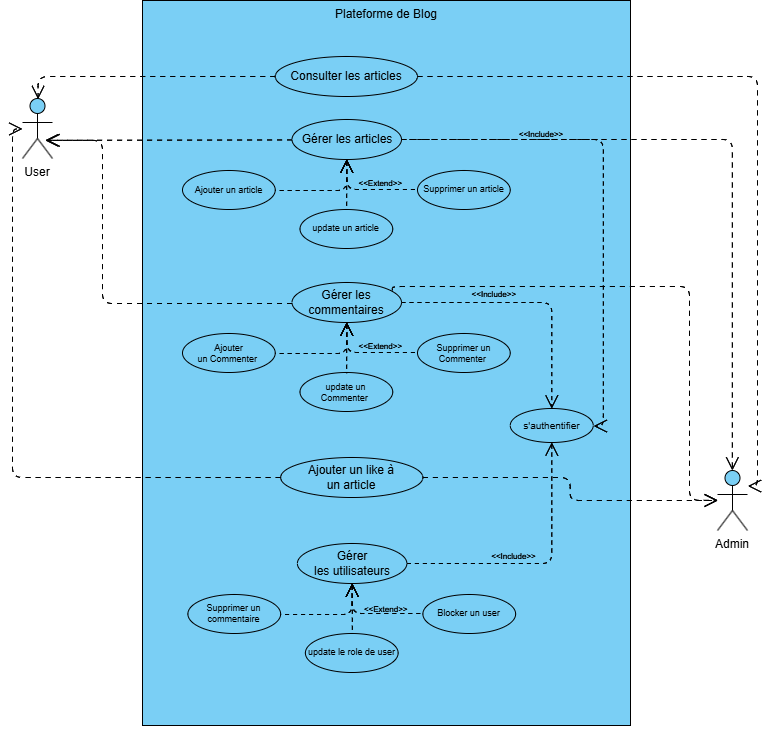 Plateforme de Blog
Consulter les articles
Gérer les articles
<<Include>>
User
Ajouter un article
<<Extend>>
Supprimer un article
update un article
Gérer les
commentaires
<<Include>>
Ajouter
un Commenter
<<Extend>>
Supprimer un
Commenter
update un
Commenter
s'authentifier
Ajouter un like à
un article
Admin
Gérer
les utilisateurs
<<Include>>
Supprimer un
commentaire
<<Extend>>
Blocker un user
update le role de user